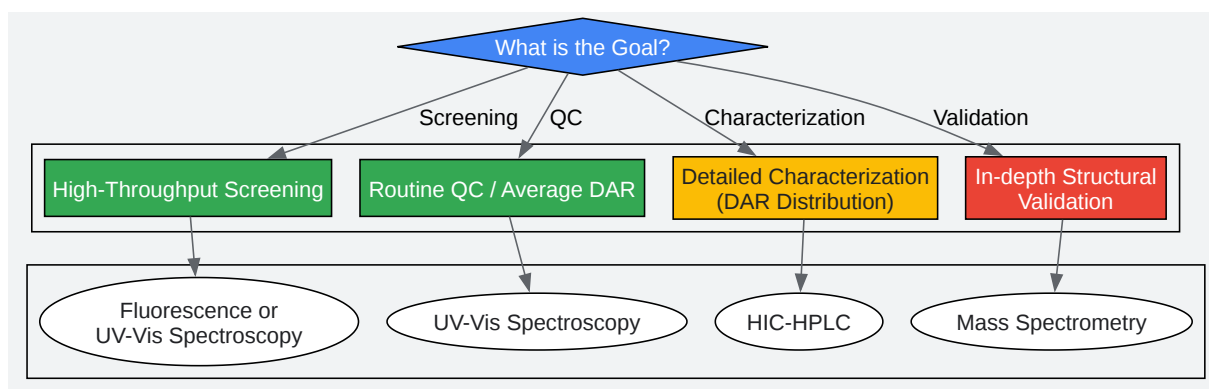 What is the Goal?
Screening
QC
Characterization
Validation
High-Throughput Screening
Routine QC / Average DAR
Detailed Characterization
(DAR Distribution)
In-depth Structural
Validation
Fluorescence or
UV-Vis Spectroscopy
UV-Vis Spectroscopy
HIC-HPLC
Mass Spectrometry